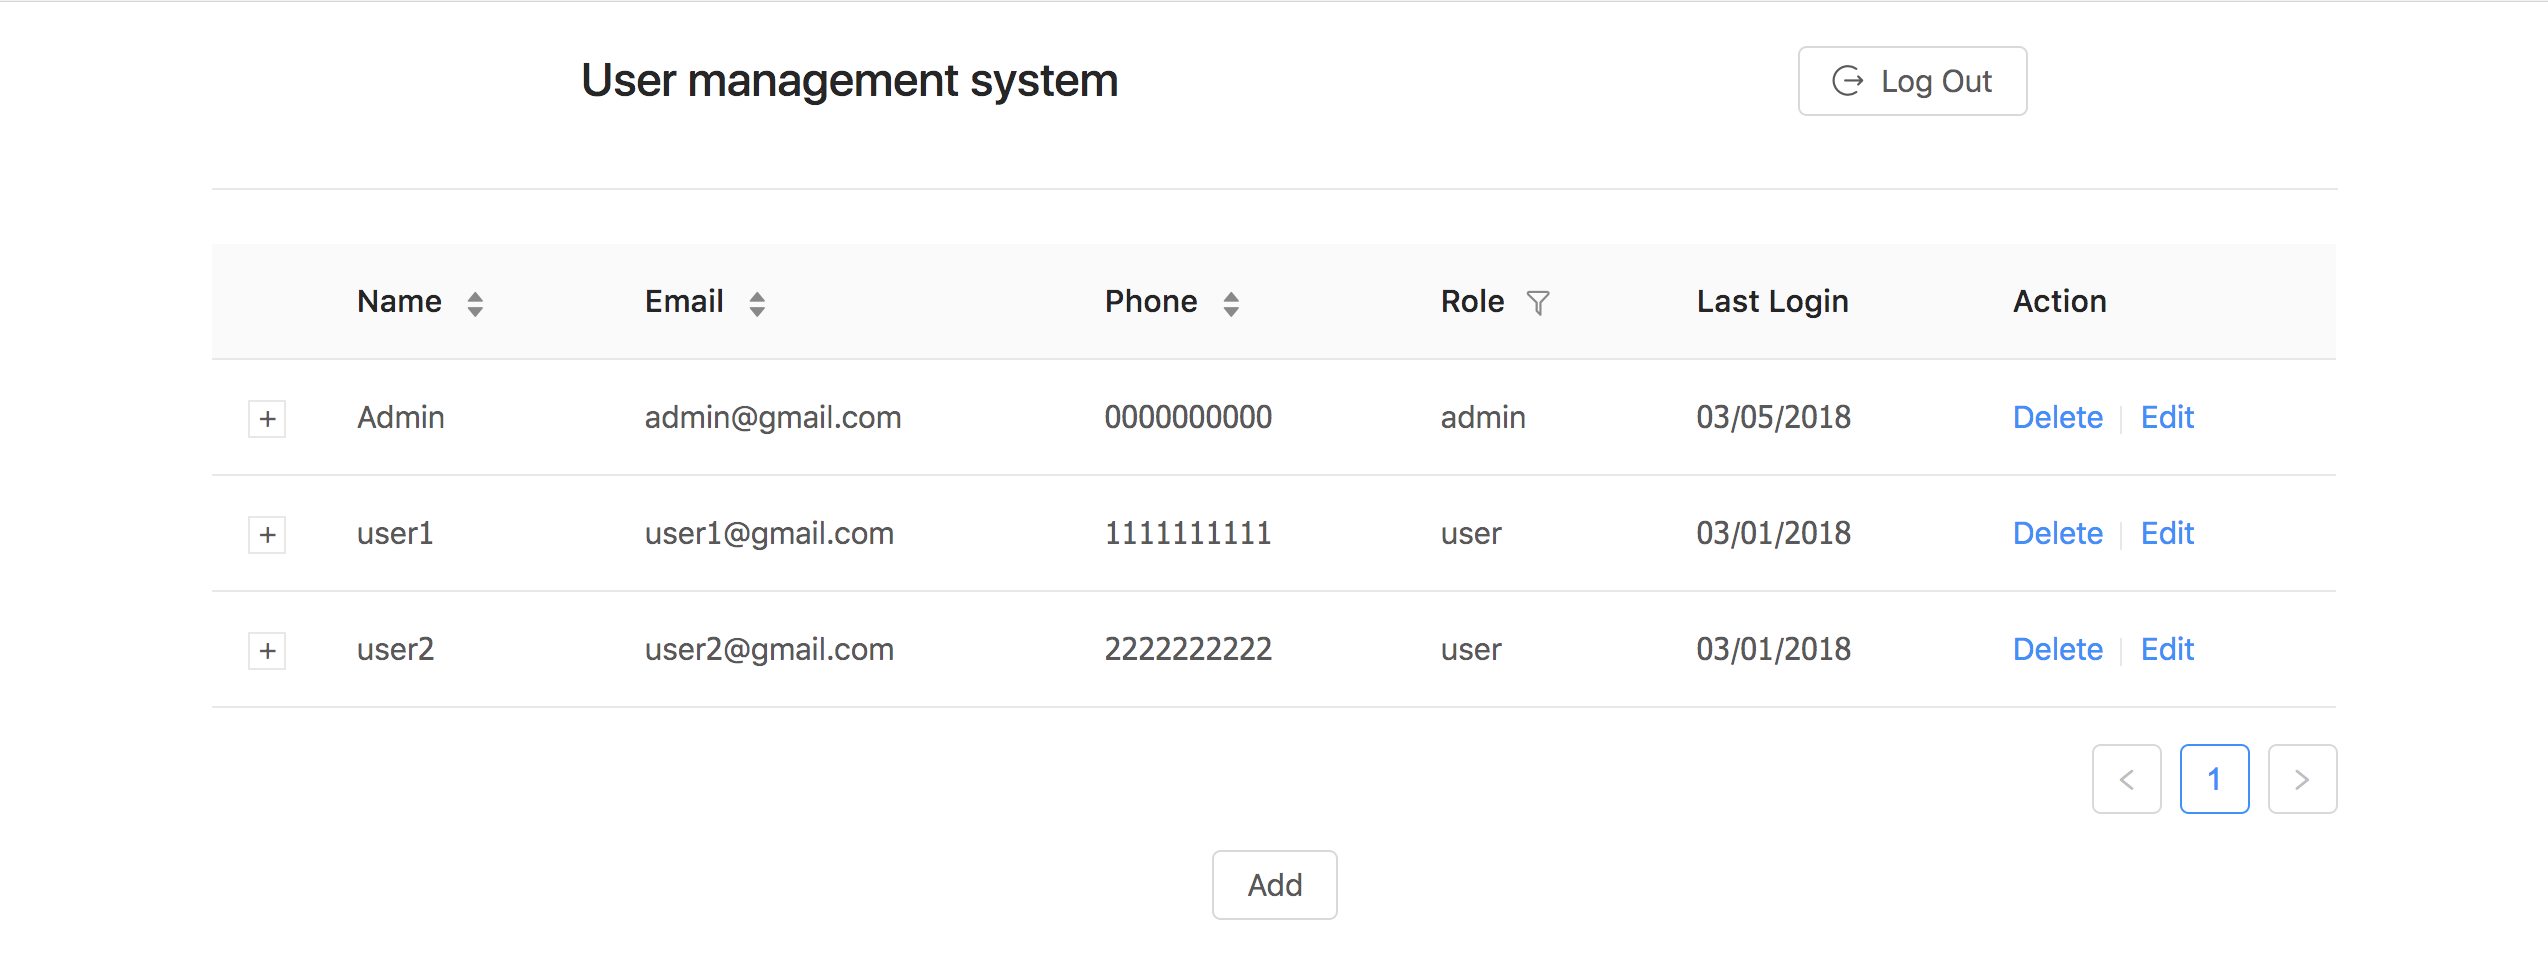 User management system Log Out
Name Email Phone Role Last Login Action
+ Admin admin@gmail.com 0000000000 admin 03/05/2018 Delete Edit
+ user1 user1@gmail.com 1111111111 user 03/01/2018 Delete Edit
+ user2 user2@gmail.com 2222222222 user 03/01/2018 Delete Edit
< 1 >
Add